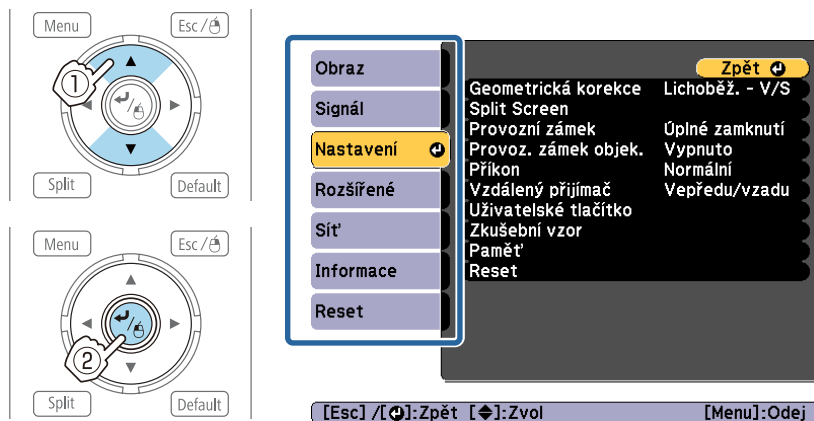 Menu
Esc /
1
Split
Default
Menu
Esc /
2
Split
Default
Obraz
Signál
Nastavení
Rozšířené
Síť
Informace
Reset
Zpět
Geometrická korekce Lichoběž. - V/S
Split Screen
Provozní zámek Úplné zamknutí
Provoz. zámek objek. Vypnuto
Příkon Normální
Vzdálený přijímač Vepředu/vzadu
Uživatelské tlačítko
Zkušební vzor
Paměť
Reset
[Esc] /[ ]:Zpět [ ]:Zvol [Menu]:Odej